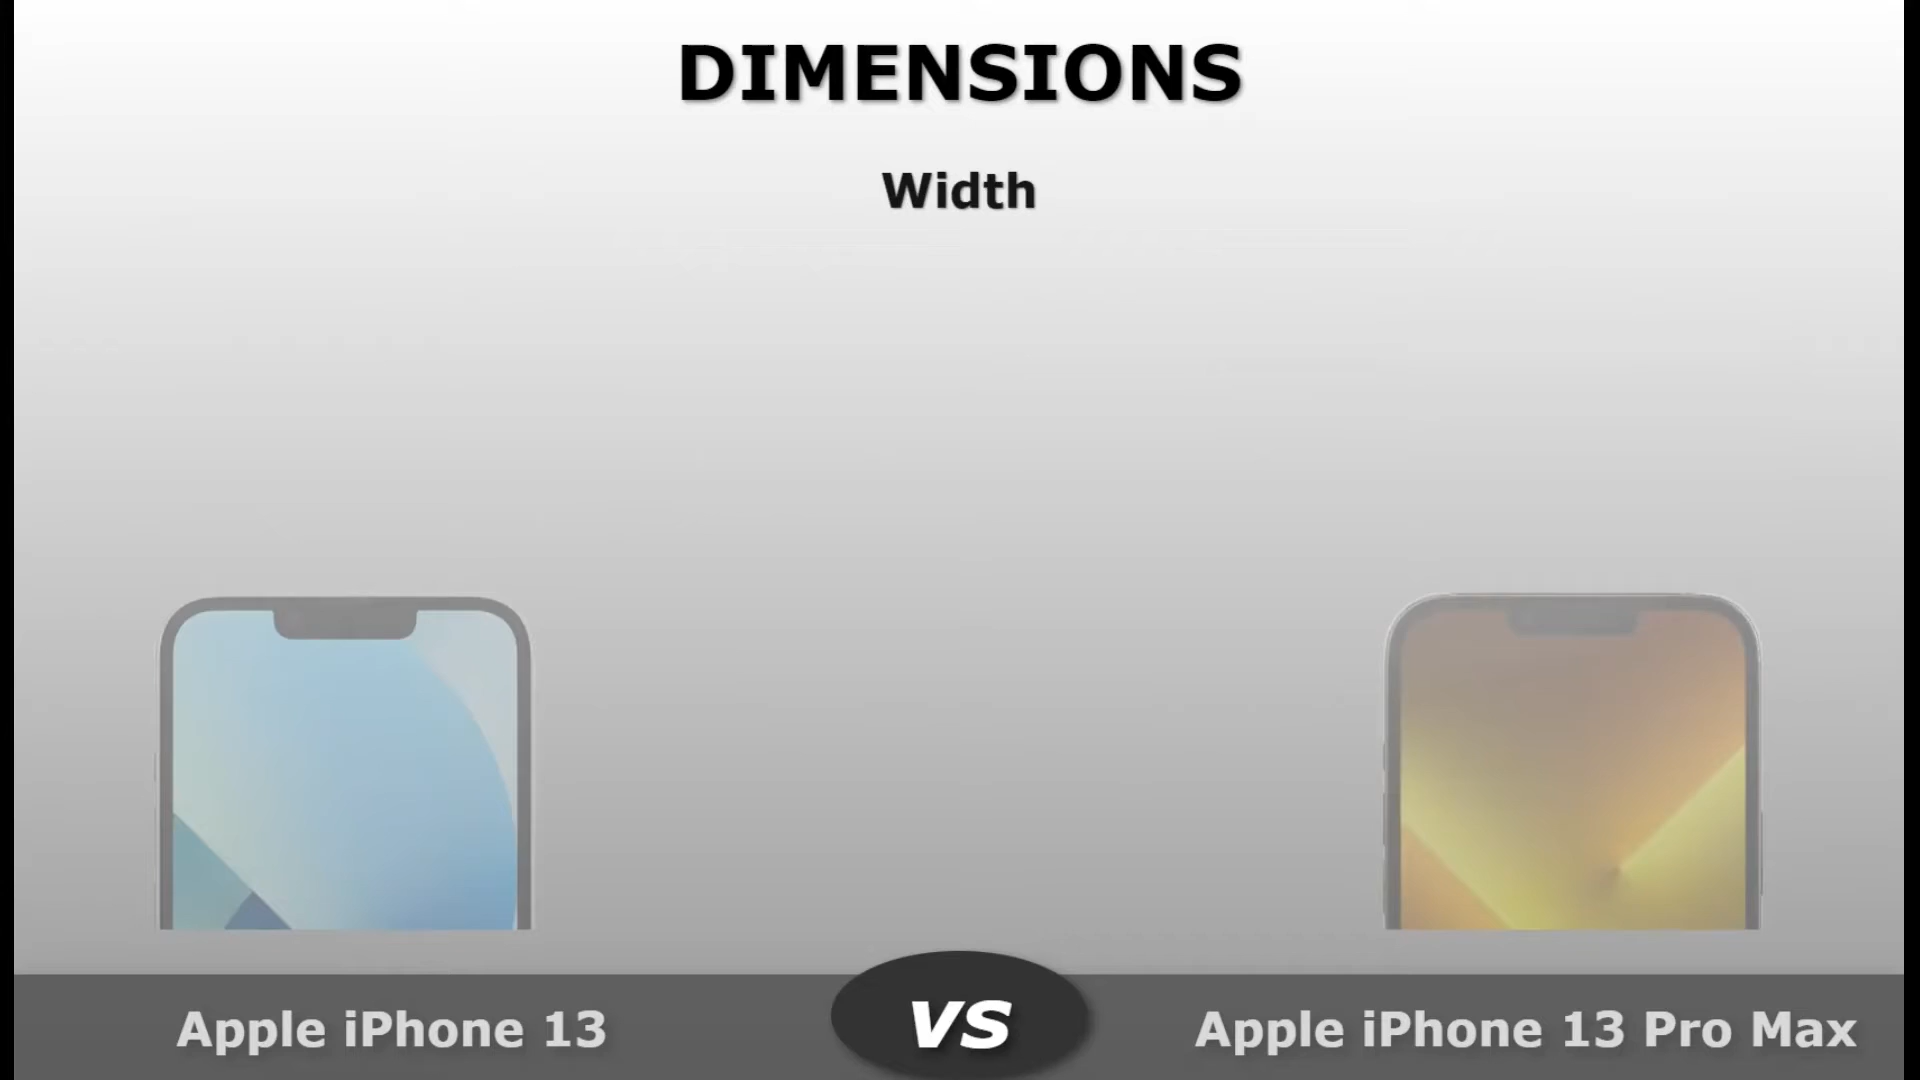 DIMENSIONS
Width
Apple iPhone 13
VS
Apple iPhone 13 Pro Max